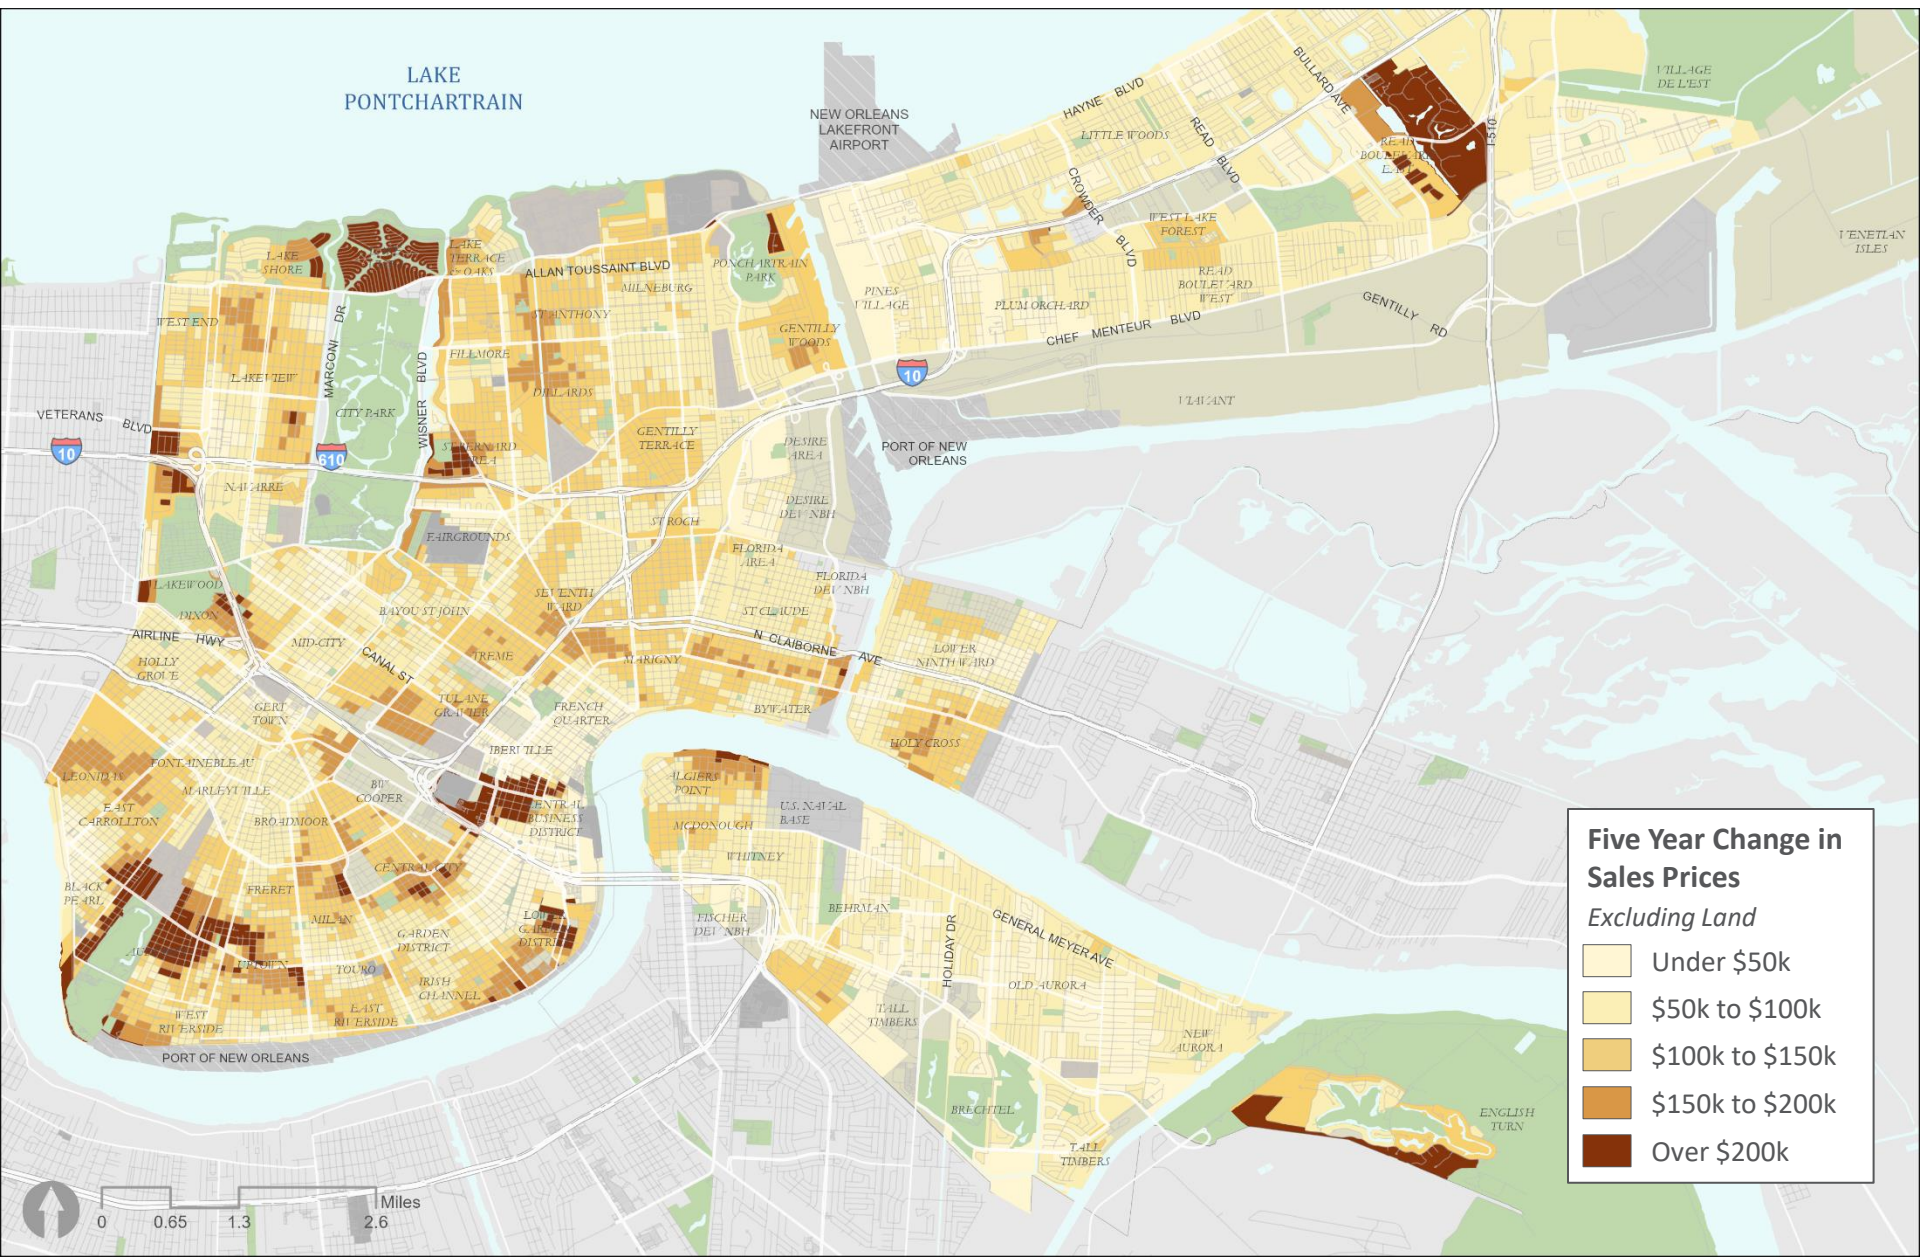 LAKE
PONTCHARTRAIN
NEW ORLEANS
LAKEFRONT
AIRPORT
HAYNE BLVD
BULLARD AVE
VILLAGE
DE L'EST
LITTLE WOODS
READ BLVD
I-510
READ
BOULEVARD
EAST
CROWDER BLVD
WEST LAKE
FOREST
VENETIAN
ISLES
LAKE
SHORE
LAKE
TERRACE
& OAKS
ALLAN TOUSSAINT BLVD
MILNEBURG
PONCHARTRAIN
PARK
PINES
VILLAGE
PLUM ORCHARD
READ
BOULEVARD
WEST
GENTILLY RD
CHEF MENTEUR BLVD
WEST END
MARCONI DR
ST ANTHONY
GENTILLY
WOODS
FILLMORE
LAKEVIEW
WISNER BLVD
DILLARDS
10
VIAVANT
VETERANS BLVD
CITY PARK
10
610
ST BERNARD
AREA
GENTILLY
TERRACE
DESIRE
AREA
PORT OF NEW
ORLEANS
NAVARRE
DESIRE
DEV NBH
ST ROCH
FAIRGROUNDS
FLORIDA
AREA
FLORIDA
DEV NBH
LAKEWOOD
DIXON
BAYOU ST JOHN
SEVENTH
WARD
ST CLAUDE
AIRLINE HWY
MID-CITY
CANAL ST
TREME
MARIGNY
N CLAIBORNE AVE
LOWER
NINTH WARD
HOLLY
GROVE
GERT
TOWN
TULANE
GRAVIER
FRENCH
QUARTER
BYWATER
HOLY CROSS
IBERVILLE
LEONIDAS
FONTAINEBLEAU
MARLEYVILLE
BW
COOPER
CENTRAL
BUSINESS
DISTRICT
ALGIERS
POINT
U.S. NAVAL
BASE
EAST
CARROLLTON
BROADMOOR
MCDONOUGH
WHITNEY
CENTRAL CITY
BLACK
PEARL
FRERET
MILAN
GARDEN
DISTRICT
LOWER
GARDEN
DISTRICT
FISCHER
DEV NBH
BEHRMAN
HOLIDAY DR
GENERAL MEYER AVE
UPTOWN
TOURO
IRISH
CHANNEL
OLD AURORA
WEST
RIVERSIDE
EAST
RIVERSIDE
TALL
TIMBERS
NEW
AURORA
PORT OF NEW ORLEANS
BRECHTEL
ENGLISH
TURN
TALL
TIMBERS
Five Year Change in
Sales Prices
Excluding Land
Under $50k
$50k to $100k
$100k to $150k
$150k to $200k
Over $200k
Miles
0 0.65 1.3 2.6